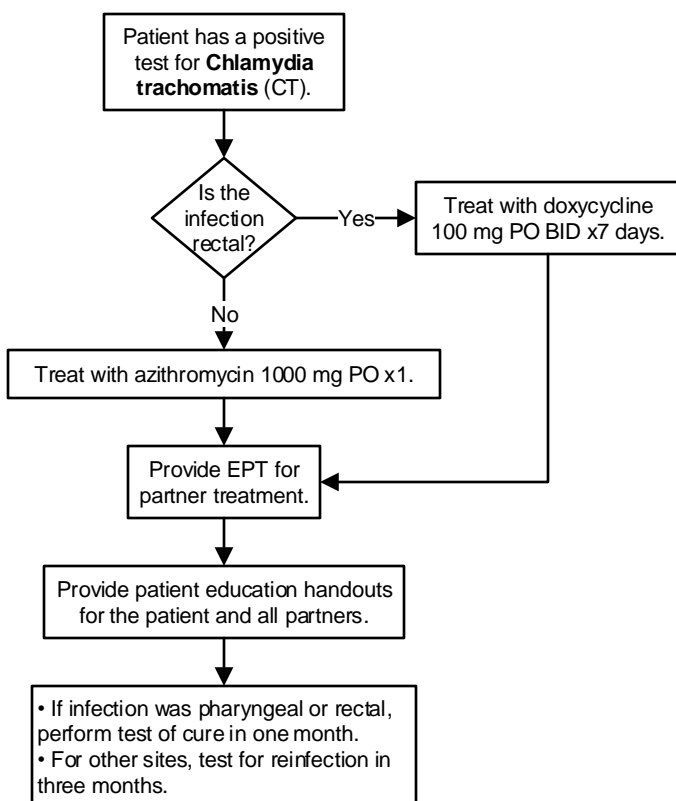 Patient has a positive
test for Chlamydia
trachomatis (CT).
Is the
infection
rectal?
Yes
Treat with doxycycline
100 mg PO BID x7 days.
No
Treat with azithromycin 1000 mg PO x1.
Provide EPT for
partner treatment.
Provide patient education handouts
for the patient and all partners.
• If infection was pharyngeal or rectal,
perform test of cure in one month.
• For other sites, test for reinfection in
three months.